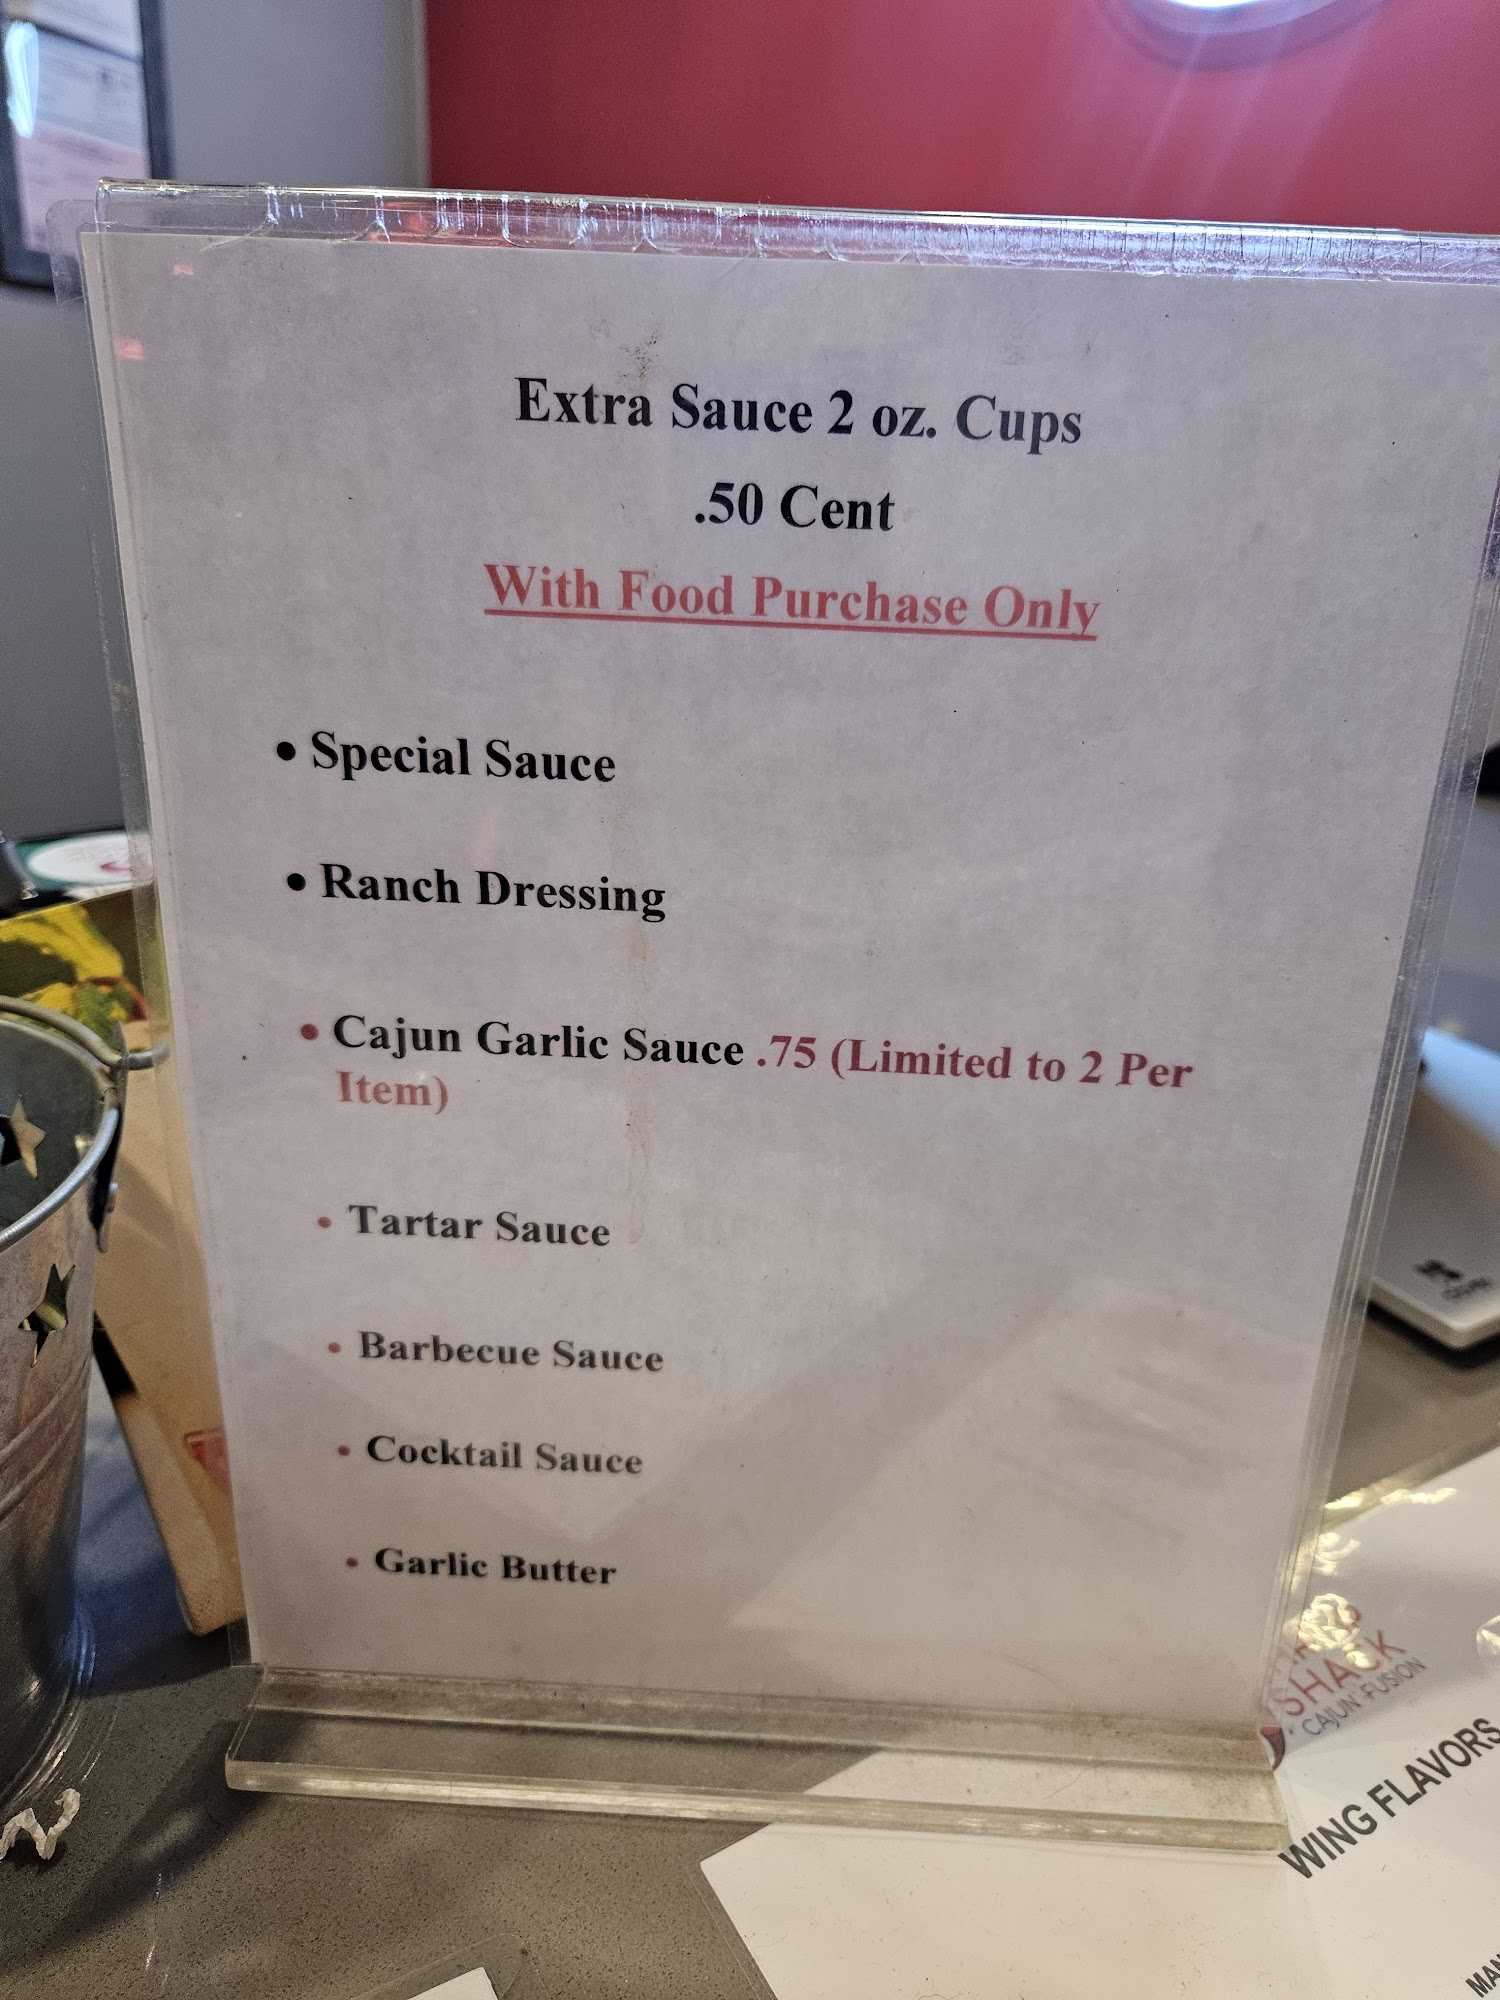 Extra Sauce 2 oz. Cups
.50 Cent
With Food Purchase Only
• Special Sauce
• Ranch Dressing
• Cajun Garlic Sauce .75 (Limited to 2 Per
Item)
• Tartar Sauce
• Barbecue Sauce
• Cocktail Sauce
• Garlic Butter
SHACK
CAJUN FUSION
WING FLAVORS